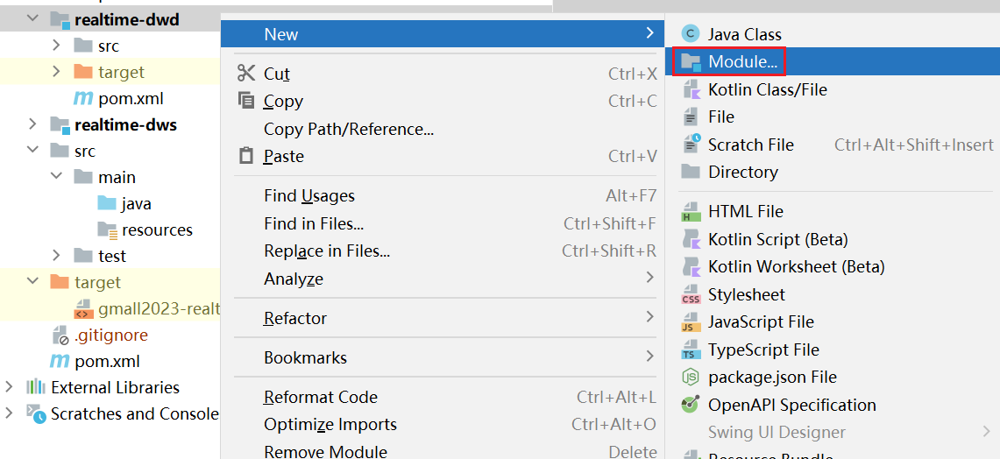 realtime-dwd
src
target
pom.xml
realtime-dws
src
main
java
resources
test
target
gmall2023-realt
.gitignore
pom.xml
External Libraries
Scratches and Console
New
Cut Ctrl+X
Copy Ctrl+C
Copy Path/Reference...
Paste Ctrl+V
Find Usages Alt+F7
Find in Files... Ctrl+Shift+F
Replace in Files... Ctrl+Shift+R
Analyze
Refactor
Bookmarks
Reformat Code Ctrl+Alt+L
Optimize Imports Ctrl+Alt+O
Remove Module Delete
Java Class
Module...
Kotlin Class/File
File
Scratch File Ctrl+Alt+Shift+Insert
Directory
HTML File
Kotlin Script (Beta)
Kotlin Worksheet (Beta)
Stylesheet
JavaScript File
TypeScript File
package.json File
OpenAPI Specification
Swing UI Designer
Resource Bundle